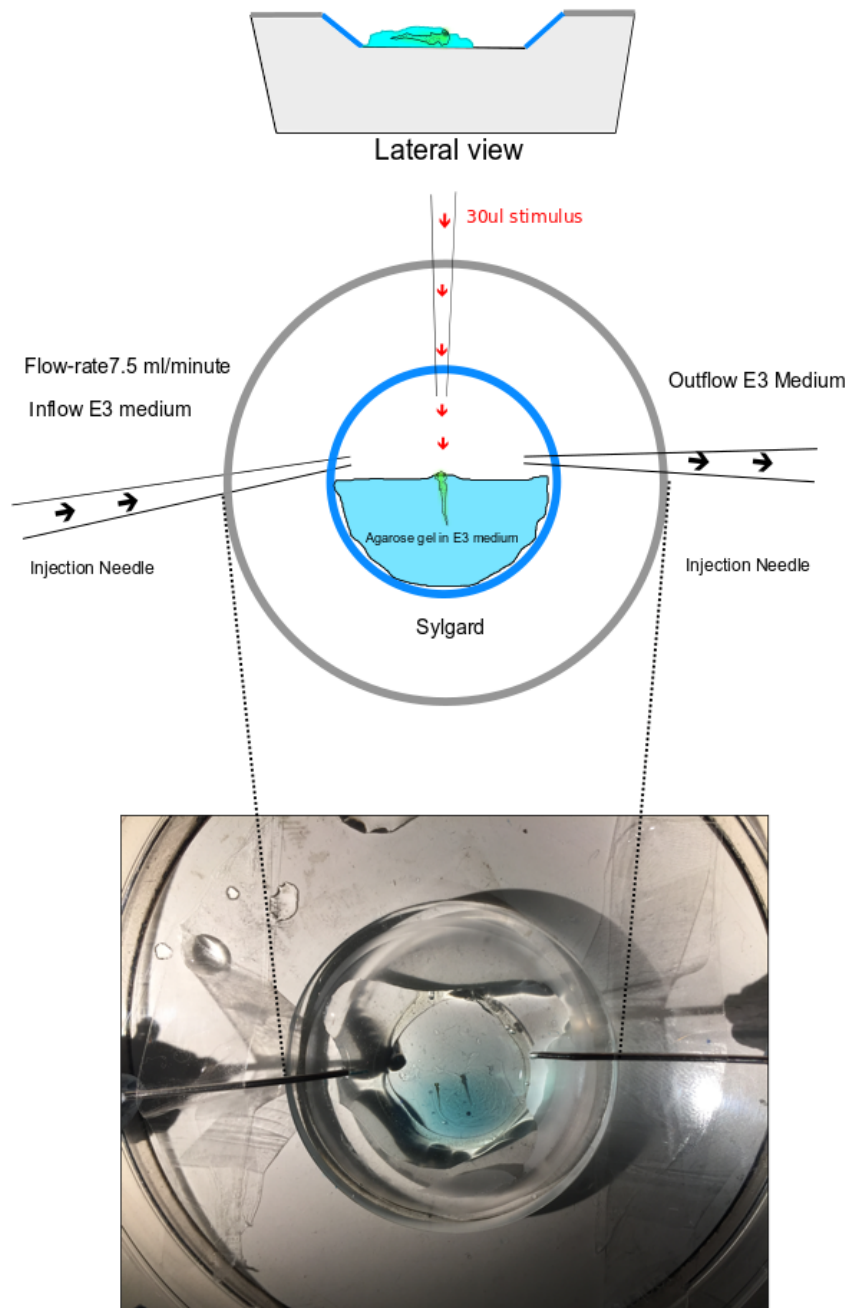 Lateral view
30ul stimulus
Flow-rate7.5 ml/minute
Inflow E3 medium
Outflow E3 Medium
Agarose gel in E3 medium
Injection Needle
Injection Needle
Sylgard